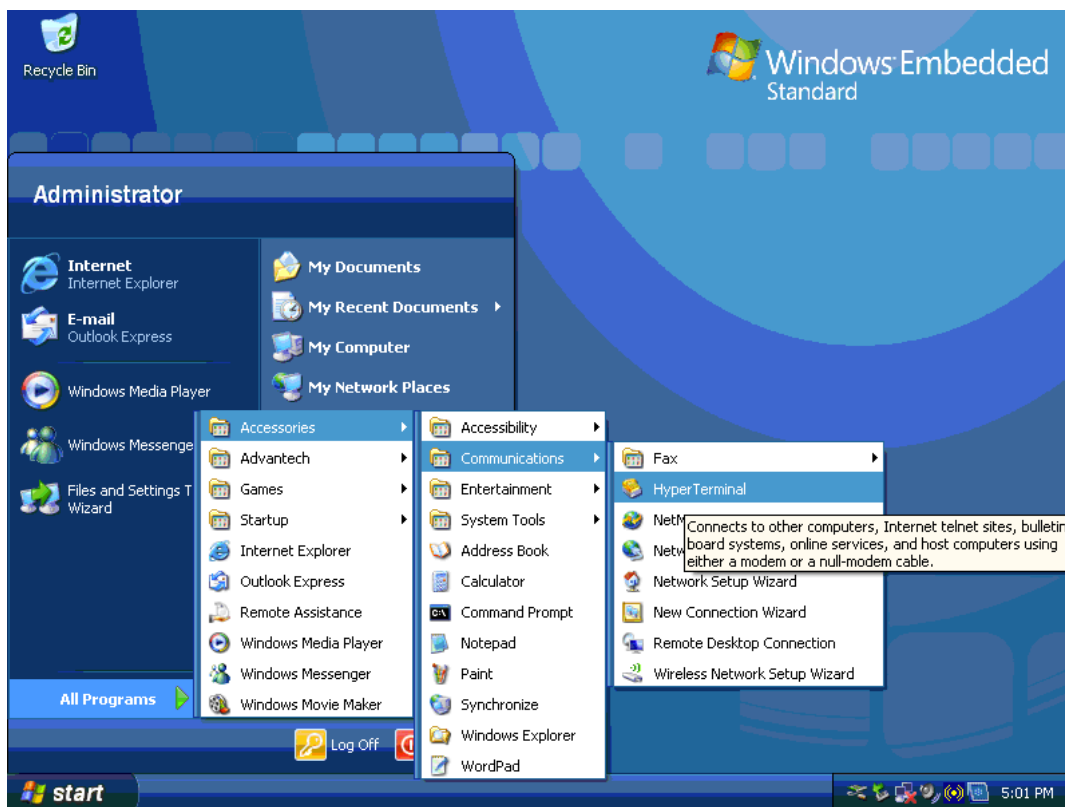 Recycle Bin
Windows Embedded
Standard
Administrator
Internet
Internet Explorer
E-mail
Outlook Express
Windows Media Player
Windows Messenge
Files and Settings T
Wizard
All Programs
My Documents
My Recent Documents
My Computer
My Network Places
Accessories
Advantech
Games
Startup
Internet Explorer
Outlook Express
Remote Assistance
Windows Media Player
Windows Messenger
Windows Movie Maker
Accessibility
Communications
Entertainment
System Tools
Address Book
Calculator
Command Prompt
Notepad
Paint
Synchronize
Windows Explorer
WordPad
Fax
HyperTerminal
Connects to other computers, Internet telnet sites, bulletin
board systems, online services, and host computers using
either a modem or a null-modem cable.
Network Setup Wizard
New Connection Wizard
Remote Desktop Connection
Wireless Network Setup Wizard
Log Off
start
5:01 PM